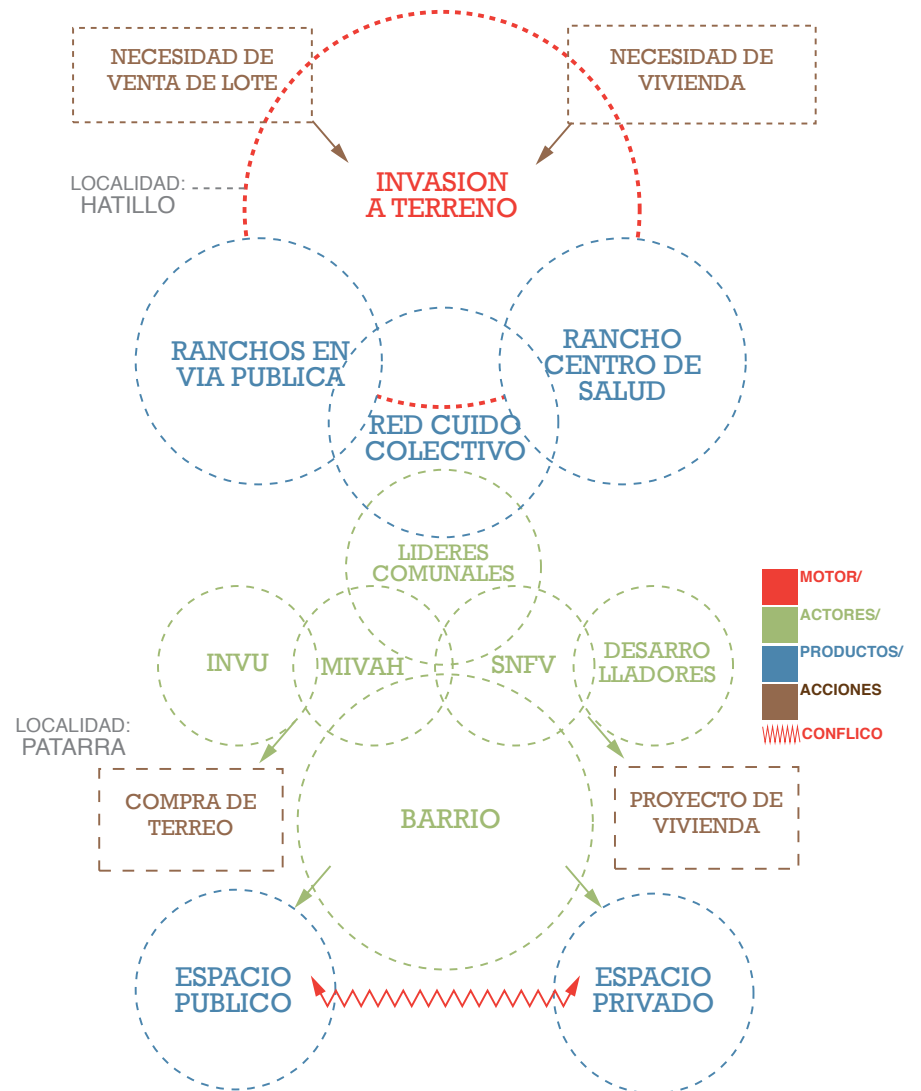 NECESIDAD DE
VENTA DE LOTE
NECESIDAD DE
VIVIENDA
LOCALIDAD:
HATILLO
INVASION
A TERRENO
RANCHOS EN
VIA PUBLICA
RANCHO
CENTRO DE
SALUD
RED CUIDO
COLECTIVO
LIDERES
COMUNALES
INVU
MIVAH
SNFV
DESARRO
LLADORES
MOTOR/
ACTORES/
PRODUCTOS/
ACCIONES
CONFLICO
LOCALIDAD:
PATARRA
COMPRA DE
TERREO
BARRIO
PROYECTO DE
VIVIENDA
ESPACIO
PUBLICO
ESPACIO
PRIVADO